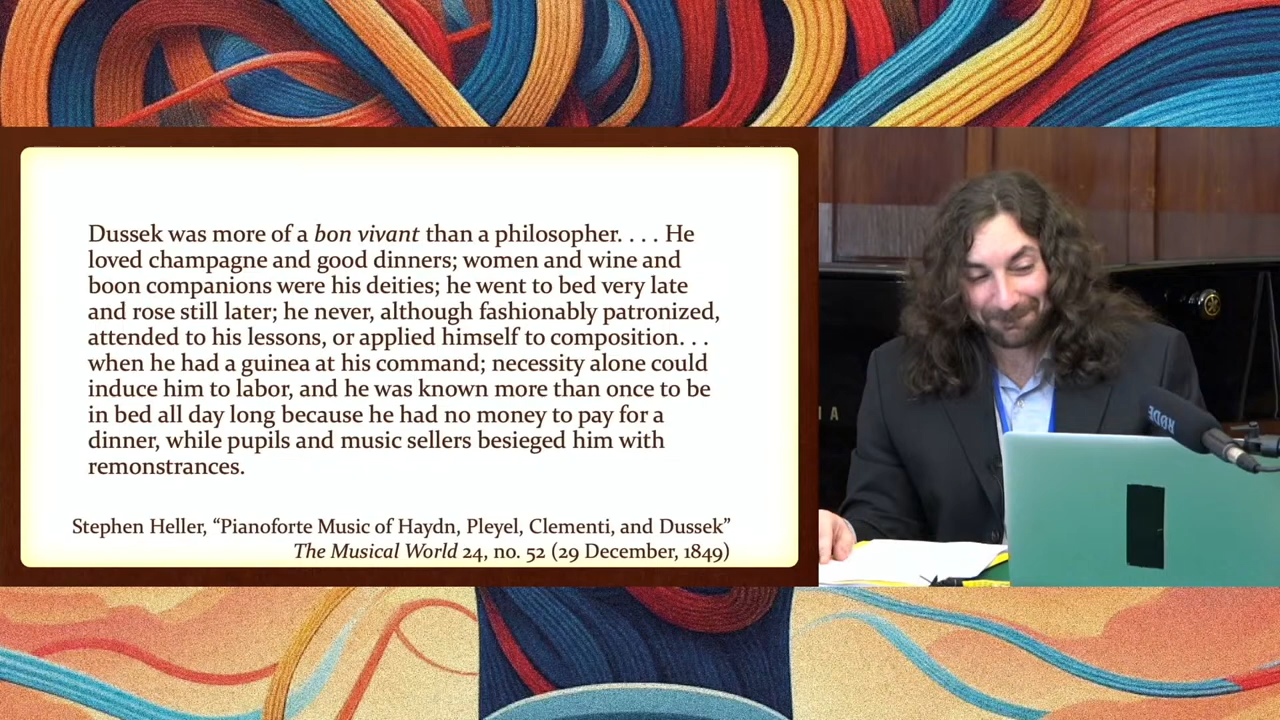 Dussek was more of a bon vivant than a philosopher. . . . He
loved champagne and good dinners; women and wine and
boon companions were his deities; he went to bed very late
and rose still later; he never, although fashionably patronized,
attended to his lessons, or applied himself to composition. . .
when he had a guinea at his command; necessity alone could
induce him to labor, and he was known more than once to be
in bed all day long because he had no money to pay for a
dinner, while pupils and music sellers besieged him with
remonstrances.
Stephen Heller, “Pianoforte Music of Haydn, Pleyel, Clementi, and Dussek”
The Musical World 24, no. 52 (29 December, 1849)
RØDE